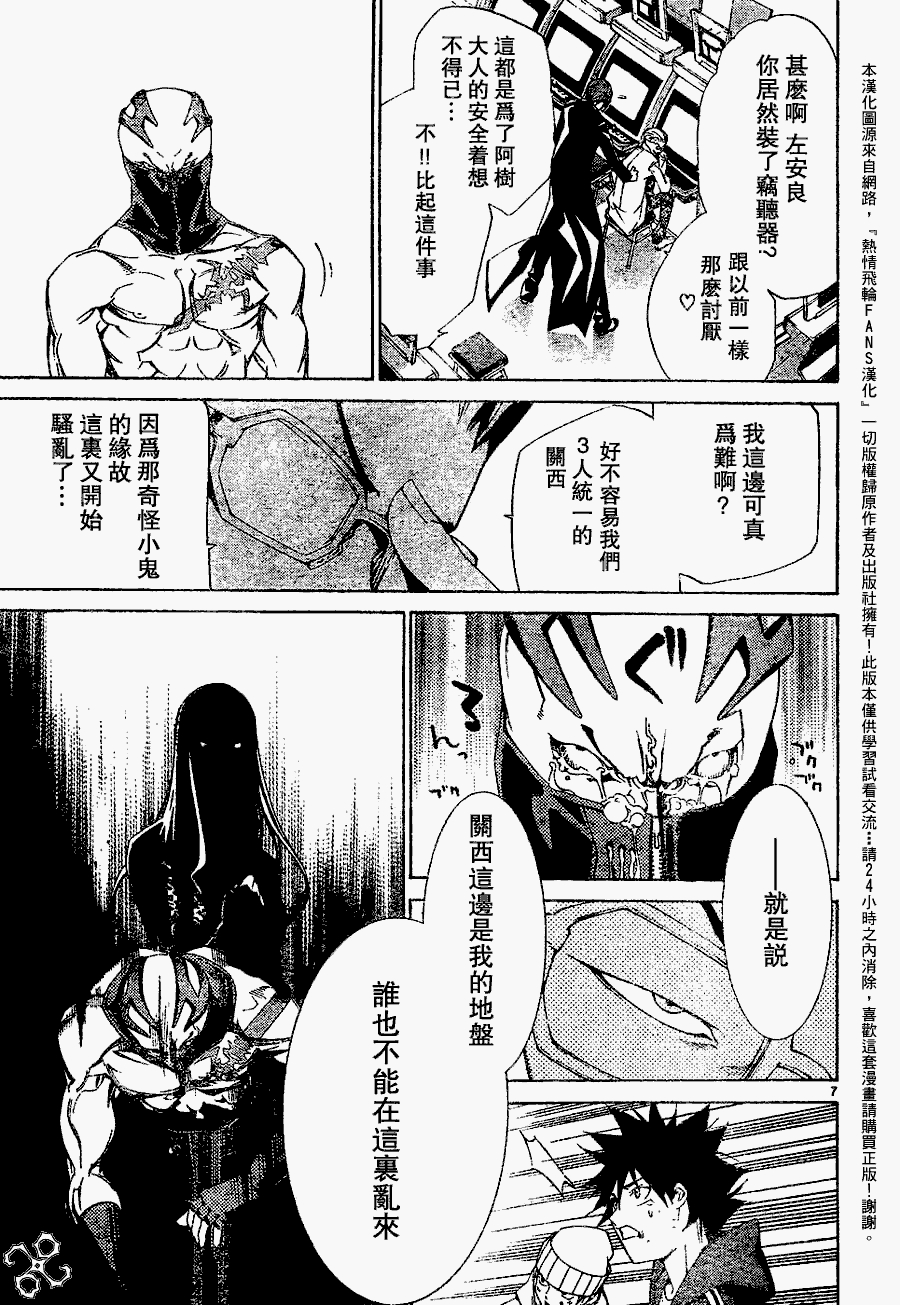 甚麽啊 左安良
你居然裝了竊聽器?
跟以前一樣
那麽討厭
♡
這都是爲了阿樹
大人的安全着想
不得已…
不!!比起這件事
我這邊可真
爲難啊?
好不容易我們
3人統一的
關西
因爲那奇怪小鬼
的緣故
這裏又開始
騷亂了…
ぐ
——就是説
關西這邊是我的地盤
誰也不能在這裏亂來
7
本漢化圖源來自網路，『熱情飛輪FANS漢化』一切版權歸原作者及出版社擁有!此版本僅供學習試看交流…請24小時之內消除，喜歡這套漫畫請購買正版!謝謝。